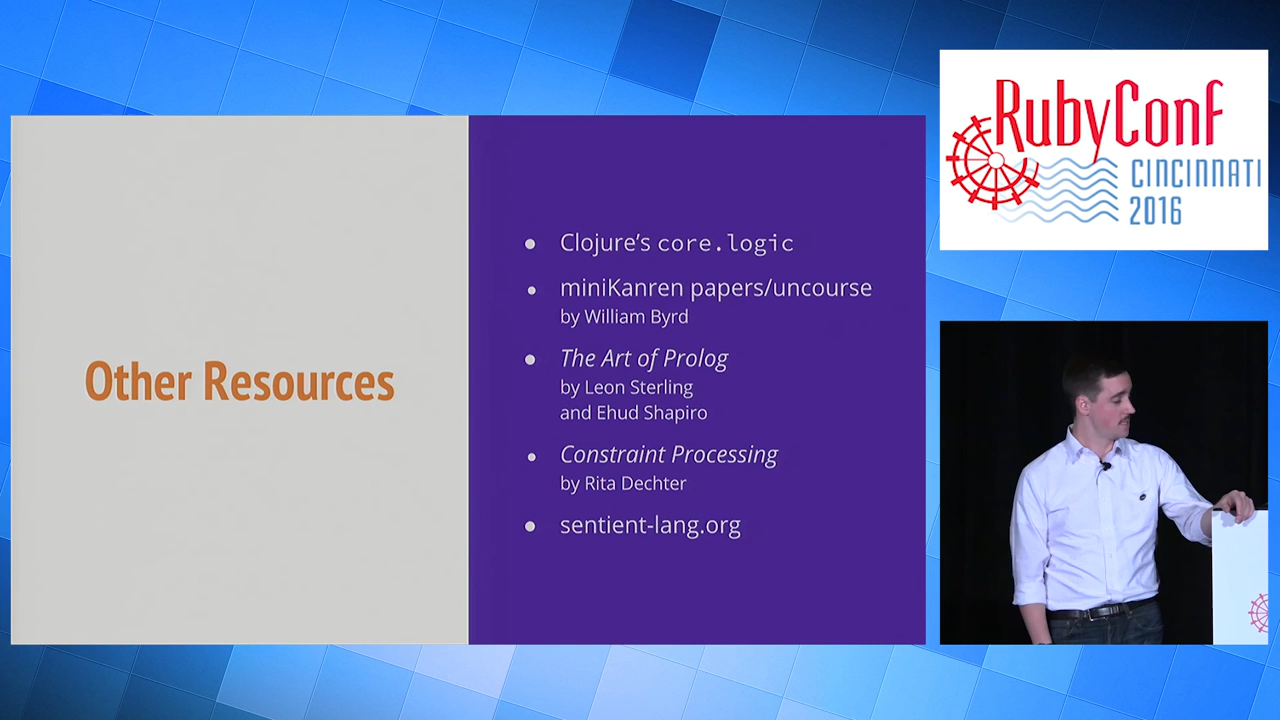 Other Resources
Clojure's core.logic
miniKanren papers/uncourse
by William Byrd
The Art of Prolog
by Leon Sterling
and Ehud Shapiro
Constraint Processing
by Rita Dechter
sentient-lang.org
RubyConf
CINCINNATI
2016